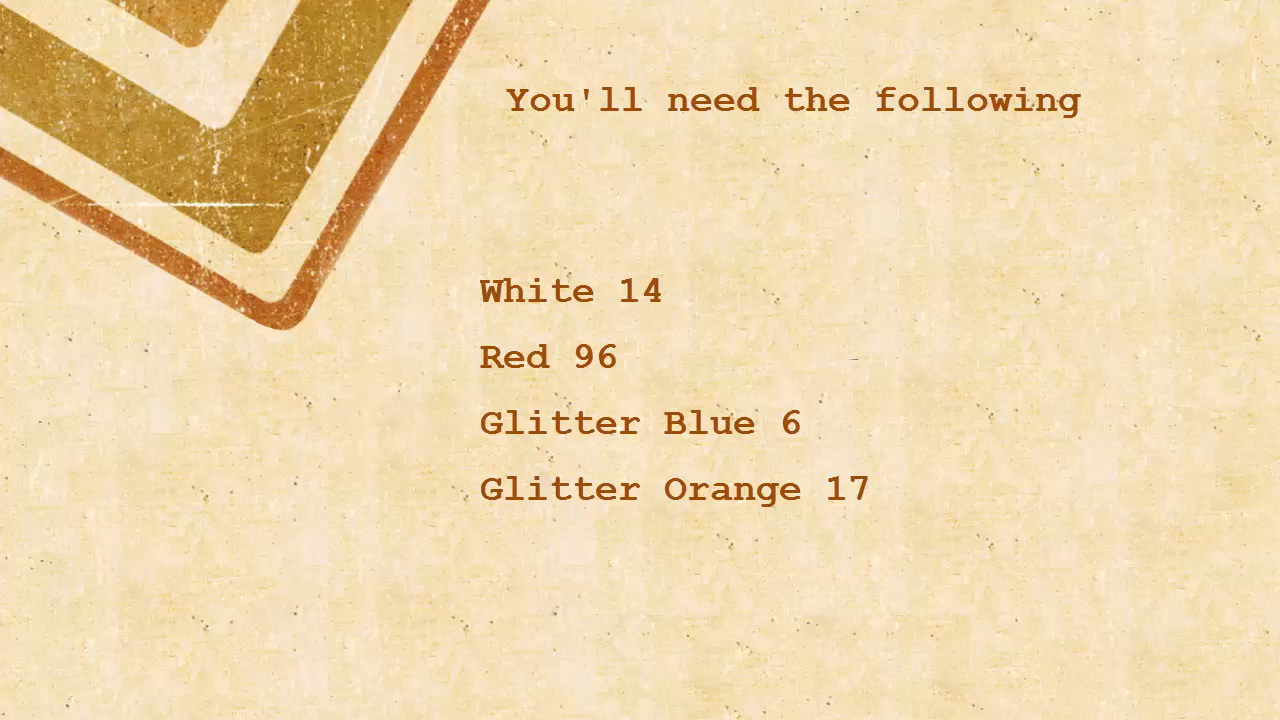 You'll need the following
White 14
Red 96
Glitter Blue 6
Glitter Orange 17